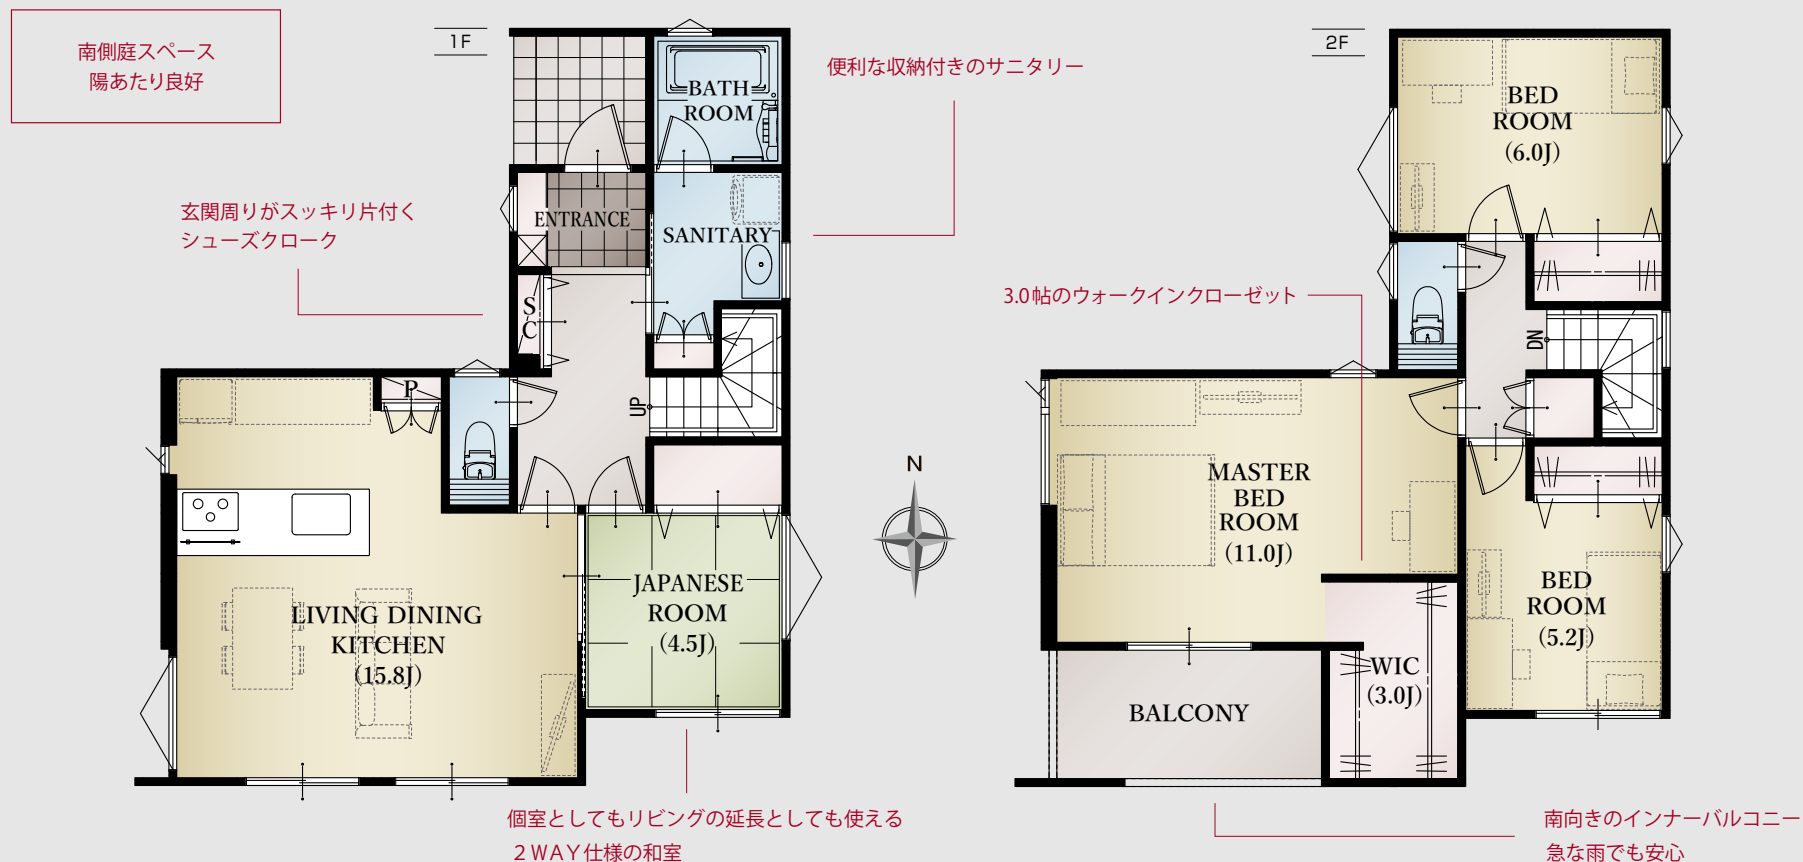 南側庭スペース
陽あたり良好
1F
2F
便利な収納付きのサニタリー
BATH
ROOM
玄関周りがスッキリ片付く
シューズクローク
ENTRANCE
SANITARY
S
C
UP
P
LIVING DINING
KITCHEN
(15.8J)
JAPANESE
ROOM
(4.5J)
N
個室としてもリビングの延長としても使える
2WAY仕様の和室
BED
ROOM
(6.0J)
3.0帖のウォークインクローゼット
DN
MASTER
BED
ROOM
(11.0J)
BED
ROOM
(5.2J)
WIC
(3.0J)
BALCONY
南向きのインナーバルコニー
急な雨でも安心